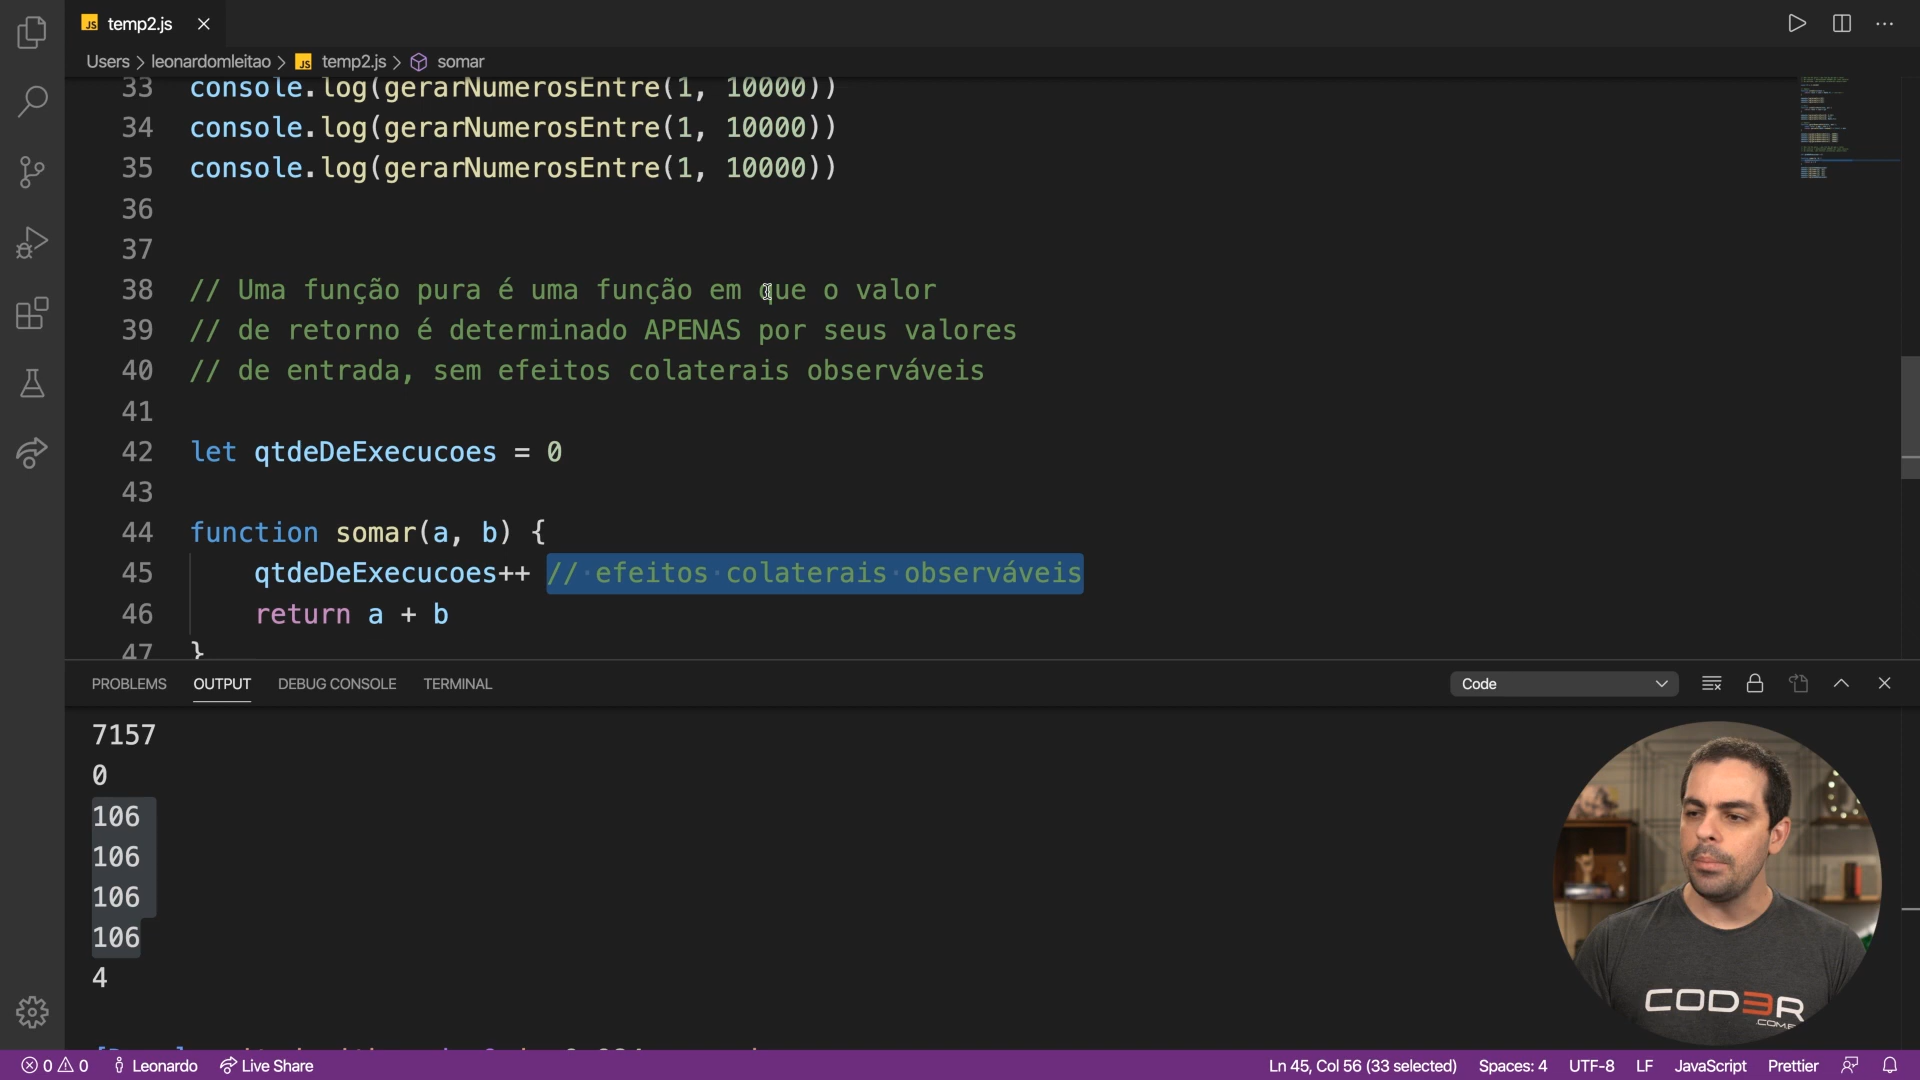 JS temp2.js
Users > leonardomleitao > JS temp2.js > somar
33 console.log(gerarNumerosEntre(1, 10000))
34 console.log(gerarNumerosEntre(1, 10000))
35 console.log(gerarNumerosEntre(1, 10000))
36
37
38 // Uma função pura é uma função em que o valor
39 // de retorno é determinado APENAS por seus valores
40 // de entrada, sem efeitos colaterais observáveis
41
42 let qtdeDeExecucoes = 0
43
44 function somar(a, b) {
45 qtdeDeExecucoes++ // efeitos colaterais observáveis
46 return a + b
47 }
PROBLEMS OUTPUT DEBUG CONSOLE TERMINAL Code
7157
0
106
106
106
106
4
COD3R
.COM
0 0 Leonardo Live Share Ln 45, Col 56 (33 selected) Spaces: 4 UTF-8 LF JavaScript Prettier